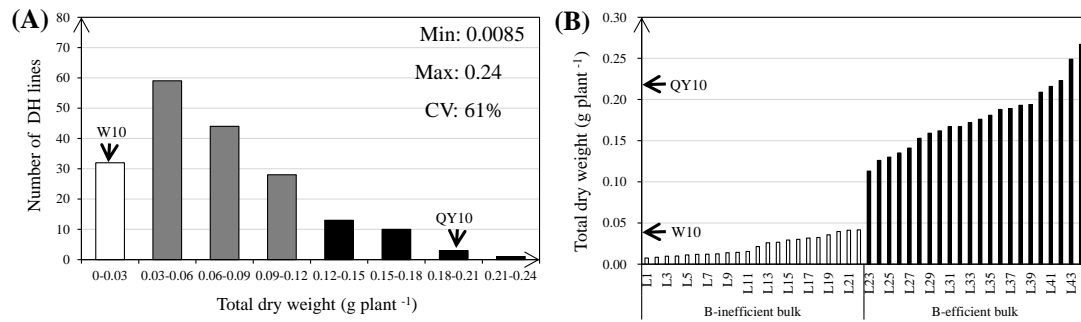 (A)
80
70
60
50
40
30
20
10
0
Number of DH lines
Min: 0.0085
Max: 0.24
CV: 61%
W10
QY10
0-0.03 0.03-0.06 0.06-0.09 0.09-0.12 0.12-0.15 0.15-0.18 0.18-0.21 0.21-0.24
Total dry weight (g plant -1)
(B)
0.30
0.25
0.20
0.15
0.10
0.05
0.00
Total dry weight (g plant -1)
QY10
W10
L1 L3 L5 L7 L9 L11 L13 L15 L17 L19 L21 L23 L25 L27 L29 L31 L33 L35 L37 L39 L41 L43
B-inefficient bulk B-efficient bulk